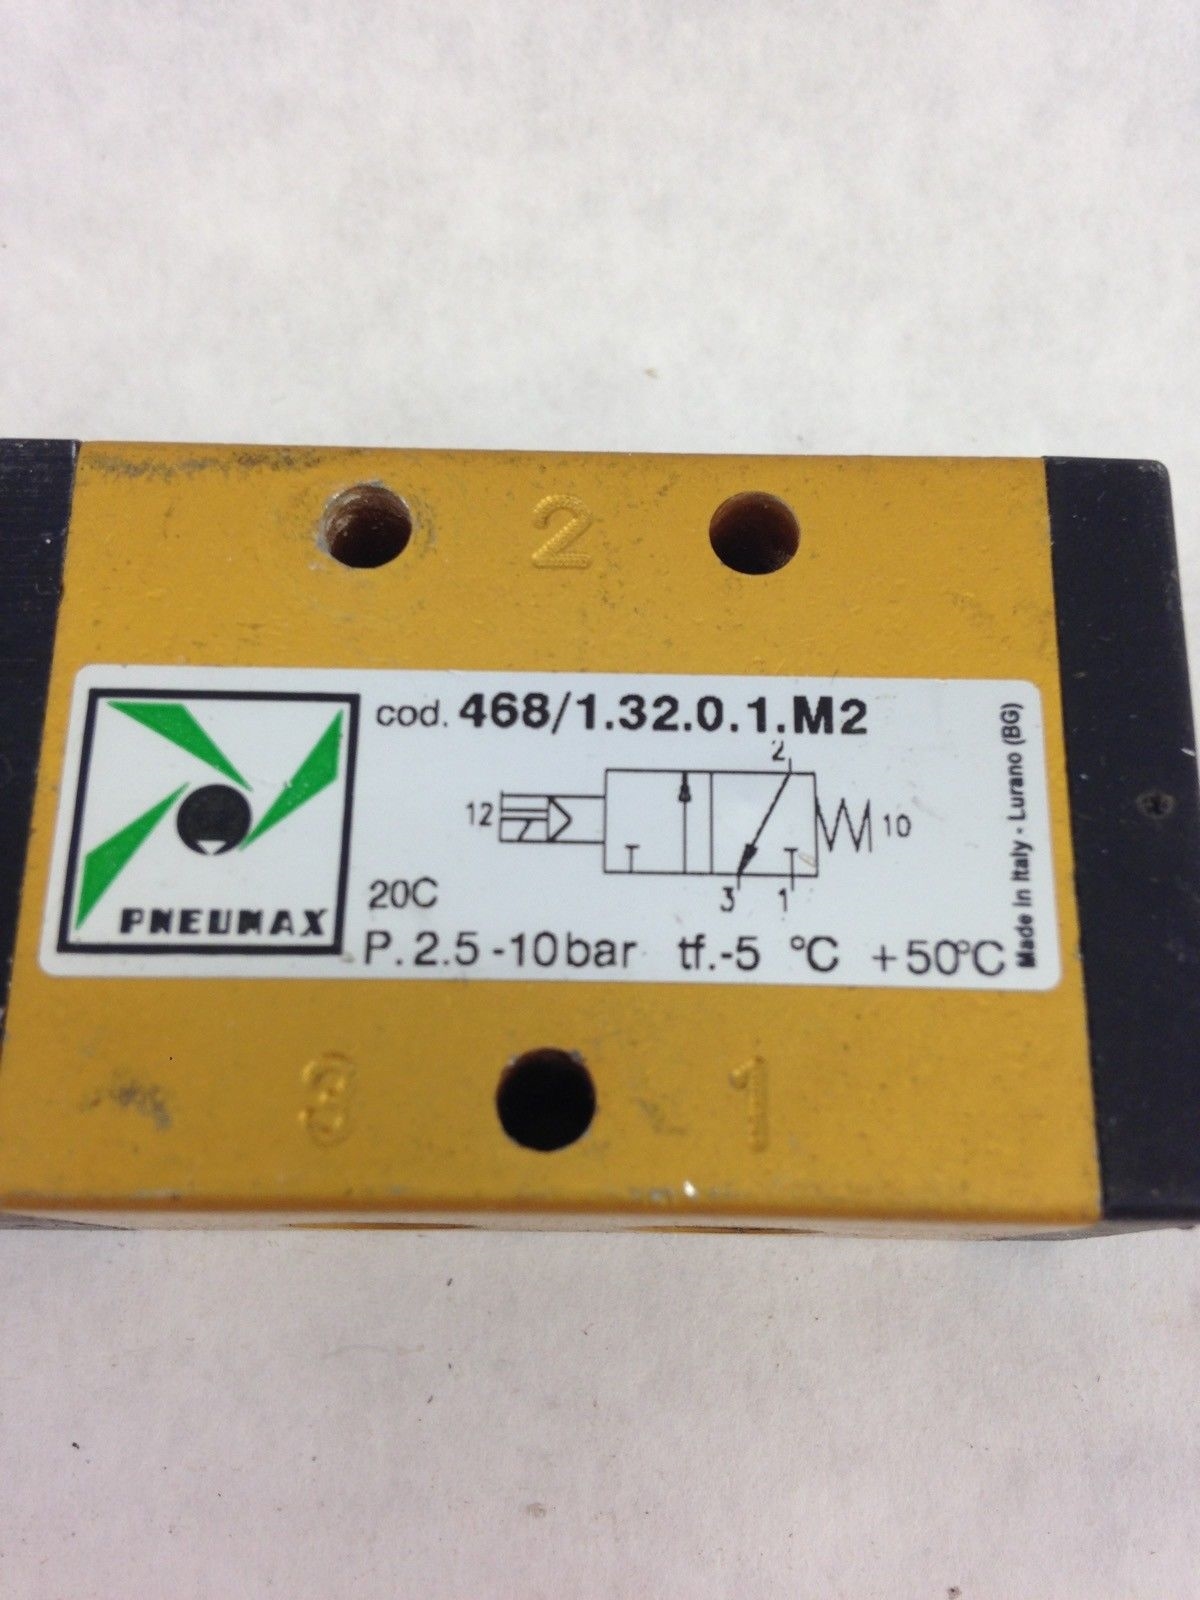 2
cod. 468/1.32.0.1.M2
2
12
10
3 1
20C
P. 2.5 -10bar tf.-5 °C +50°C
PNEUMAX
Made in Italy - Lurano (BG)
3 1